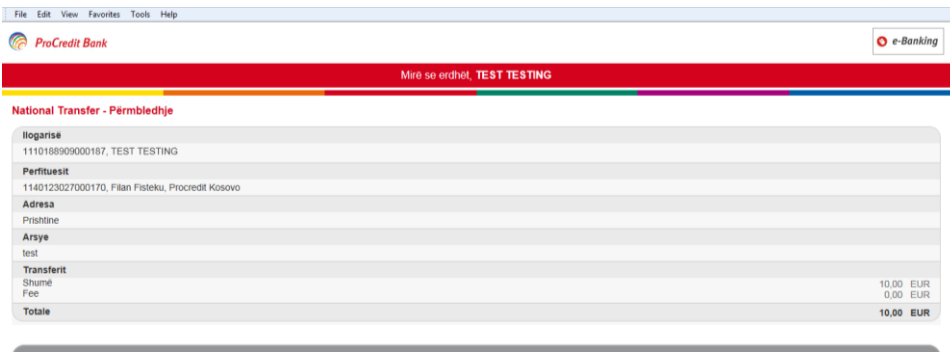 File Edit View Favorites Tools Help
ProCredit Bank
e-Banking
Mirë se erdhët, TEST TESTING
National Transfer - Përmbledhje
llogarisë
1110188909000187, TEST TESTING
Perfituesit
1140123027000170, Filan Fisteku, Procredit Kosovo
Adresa
Prishtine
Arsye
test
Transferit
Shumë 10,00 EUR
Fee 0,00 EUR
Totale 10,00 EUR